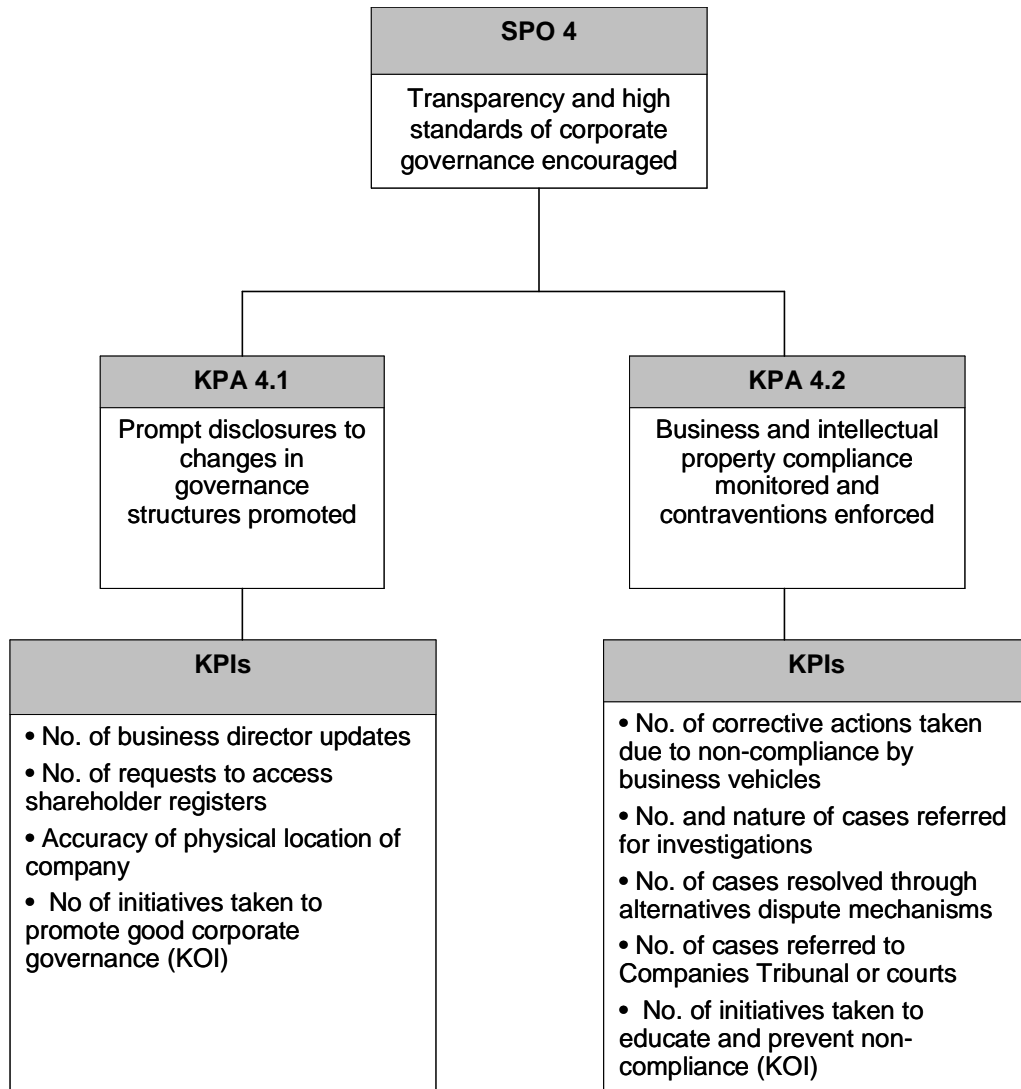 SPO 4
Transparency and high
standards of corporate
governance encouraged
KPA 4.1
Prompt disclosures to
changes in
governance
structures promoted
KPA 4.2
Business and intellectual
property compliance
monitored and
contraventions enforced
KPIs
• No. of business director updates
• No. of requests to access
shareholder registers
• Accuracy of physical location of
company
• No of initiatives taken to
promote good corporate
governance (KOI)
KPIs
• No. of corrective actions taken
due to non-compliance by
business vehicles
• No. and nature of cases referred
for investigations
• No. of cases resolved through
alternatives dispute mechanisms
• No. of cases referred to
Companies Tribunal or courts
• No. of initiatives taken to
educate and prevent non-
compliance (KOI)